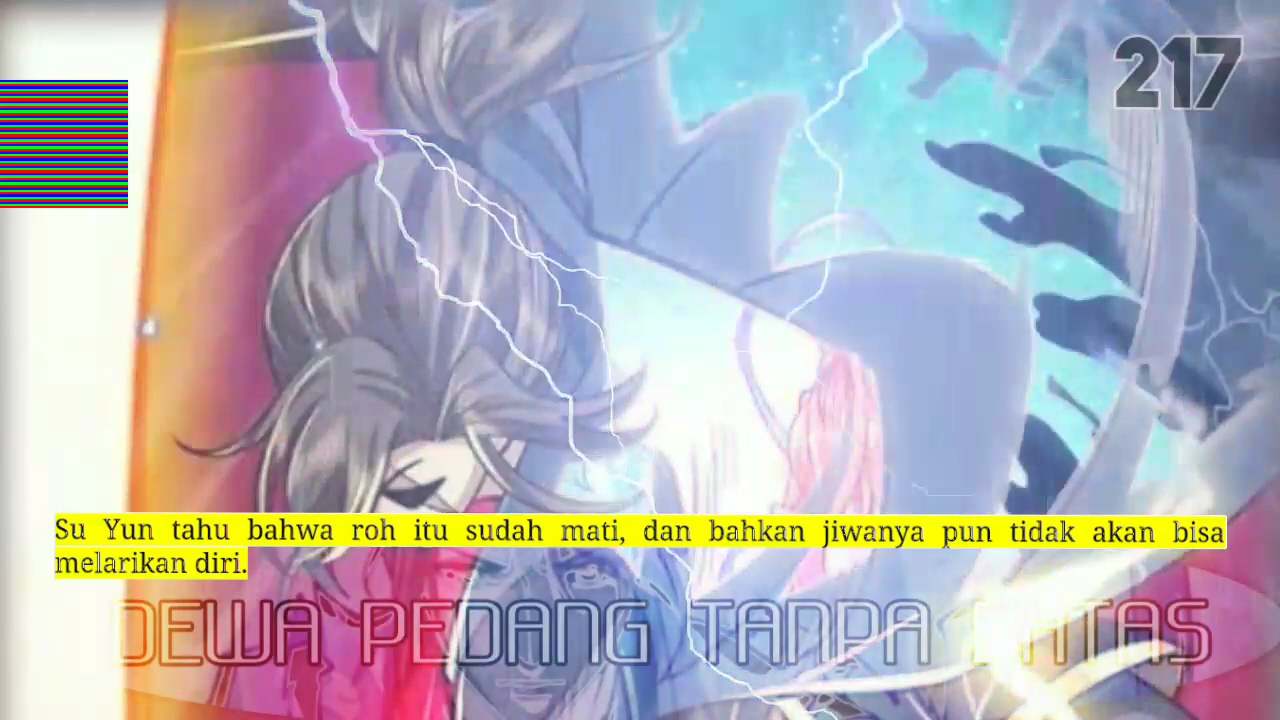 217
Su Yun tahu bahwa roh itu sudah mati, dan bahkan jiwanya pun tidak akan bisa
melarikan diri.
DEWA PEDANG TANPA BATAS